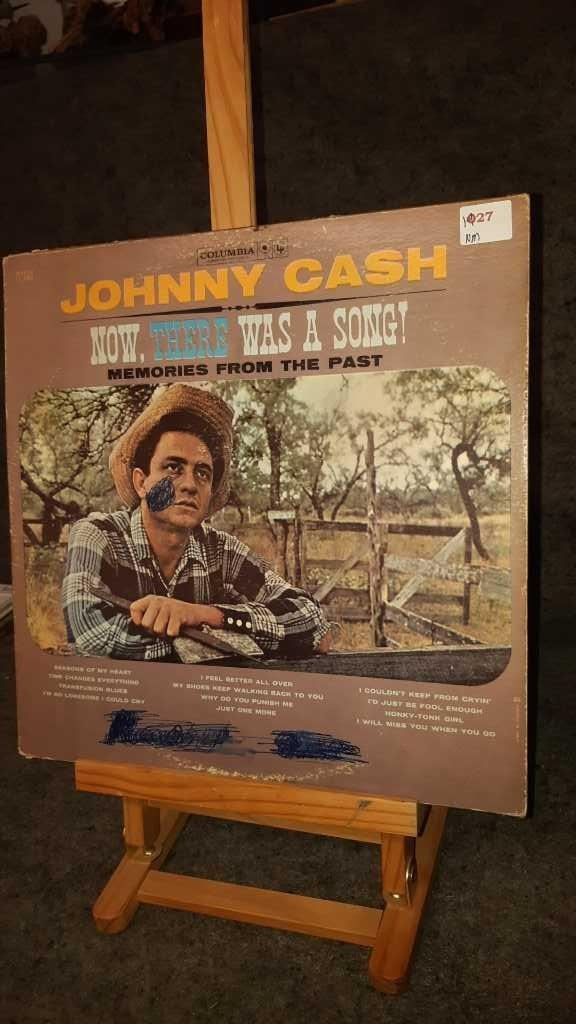 1927
NM
COLUMBIA
JOHNNY CASH
NOW, THERE WAS A SONG!
MEMORIES FROM THE PAST
SEASONS OF MY HEART
TIME CHANGES EVERYTHING
TRANSFUSION BLUES
I'M SO LONESOME I COULD CRY
I FEEL BETTER ALL OVER
MY SHOES KEEP WALKING BACK TO YOU
WHY DO YOU PUNISH ME
JUST ONE MORE
I COULDN'T KEEP FROM CRYIN'
I'D JUST BE FOOL ENOUGH
HONKY-TONK GIRL
I WILL MISS YOU WHEN YOU GO